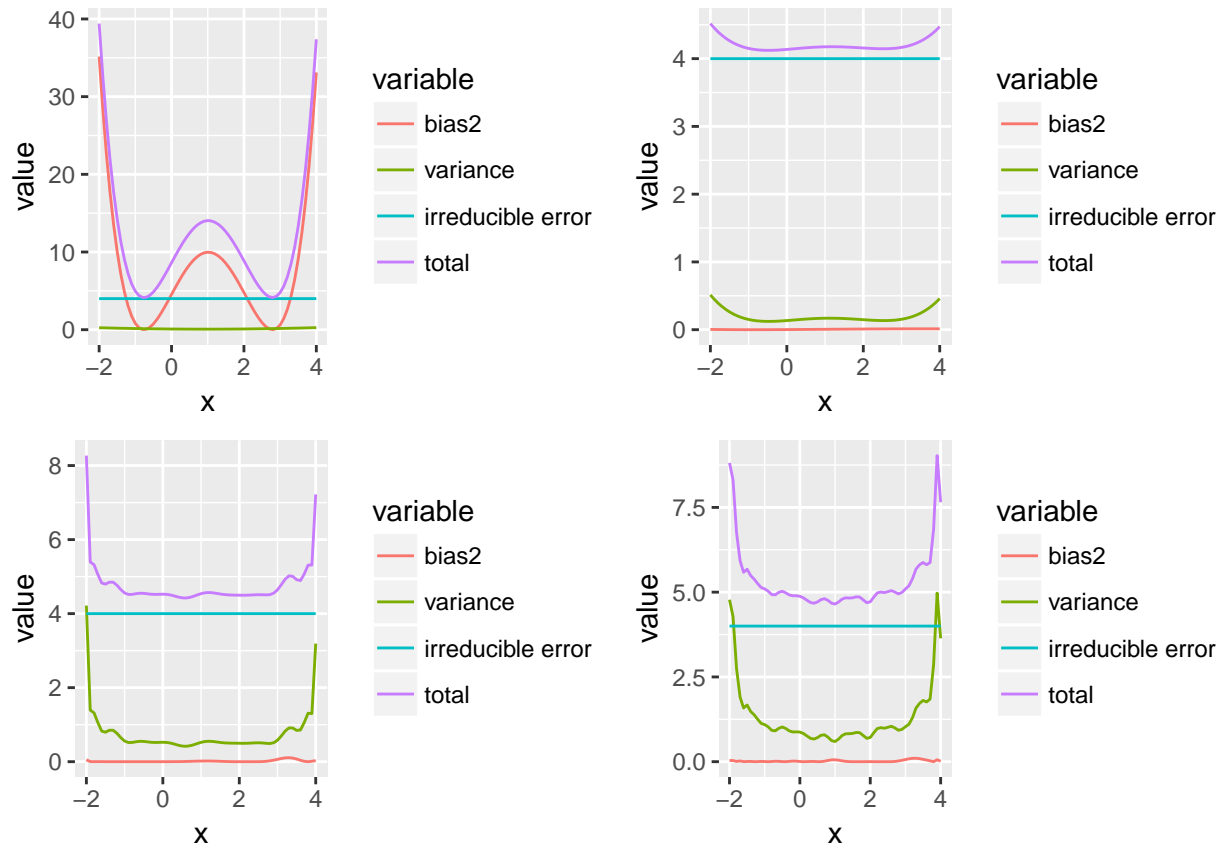 40
30
20
10
0
value
−2 0 2 4
x
variable
bias2
variance
irreducible error
total
4
4
3
2
1
0
value
−2 0 2 4
x
variable
bias2
variance
irreducible error
total
8
6
4
2
0
value
−2 0 2 4
x
variable
bias2
variance
irreducible error
total
7.5
5.0
2.5
0.0
value
−2 0 2 4
x
variable
bias2
variance
irreducible error
total